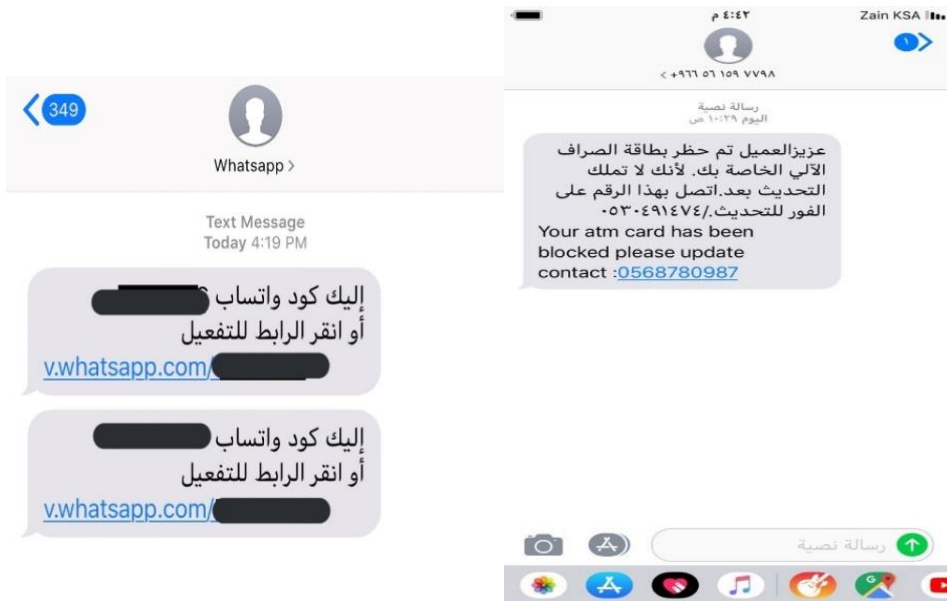 349
Whatsapp >
Text Message
Today 4:19 PM
إليك كود واتساب
أو انقر الرابط للتفعيل
v.whatsapp.com/
إليك كود واتساب
أو انقر الرابط للتفعيل
v.whatsapp.com/
٤:٤٢ م
Zain KSA
١
< +٩٦٦ ٥٦ ١٥٩ ٧٧٩٨
رسالة نصية
اليوم ١٠:٢٩ ص
عزيزالعميل تم حظر بطاقة الصراف
الآلي الخاصة بك. لأنك لا تملك
التحديث بعد.اتصل بهذا الرقم على
الفور للتحديث./٠٥٣٠٤٩١٤٧٤
Your atm card has been
blocked please update
contact :0568780987
رسالة نصية